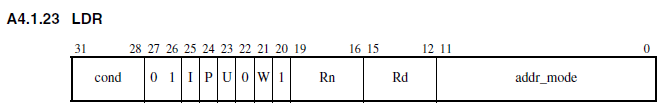 A4.1.23 LDR
31 28 27 26 25 24 23 22 21 20 19 16 15 12 11 0
cond 0 1 I P U 0 W 1 Rn Rd addr_mode